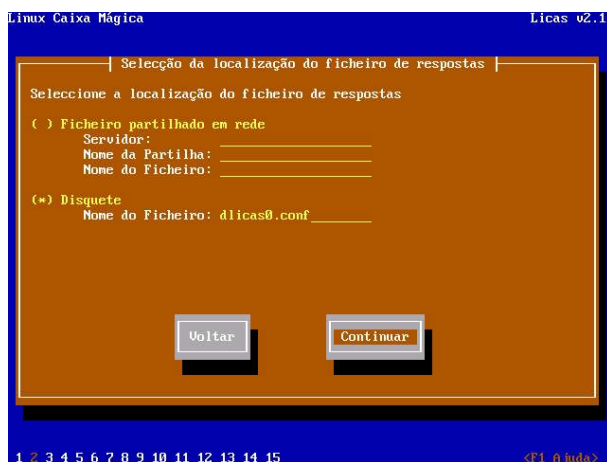 Linux Caixa Mágica Licas v2.1
Selecção da localização do ficheiro de respostas
Seleccione a localização do ficheiro de respostas
( ) Ficheiro partilhado em rede
Servidor:
Nome da Partilha:
Nome do Ficheiro:
(*) Disquete
Nome do Ficheiro: dlicas0.conf
Voltar Continuar
1 2 3 4 5 6 7 8 9 10 11 12 13 14 15 <F1 Ajuda>